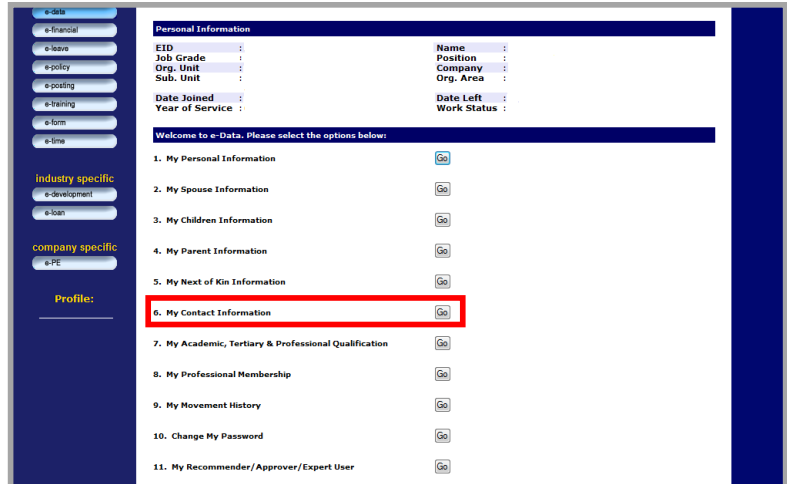 e-data
e-financial
e-leave
e-policy
e-posting
e-training
e-form
e-time
industry specific
e-development
e-loan
company specific
e-PE
Profile:
Personal Information
EID : Name :
Job Grade : Position :
Org. Unit : Company :
Sub. Unit : Org. Area :
Date Joined : Date Left :
Year of Service : Work Status :
Welcome to e-Data. Please select the options below:
1. My Personal Information Go
2. My Spouse Information Go
3. My Children Information Go
4. My Parent Information Go
5. My Next of Kin Information Go
6. My Contact Information Go
7. My Academic, Tertiary & Professional Qualification Go
8. My Professional Membership Go
9. My Movement History Go
10. Change My Password Go
11. My Recommender/Approver/Expert User Go